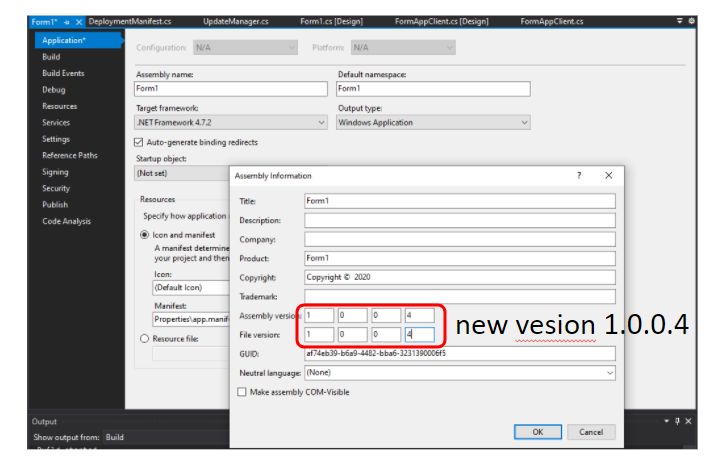 Form1* DeploymentManifest.cs UpdateManager.cs Form1.cs [Design] FormAppClient.cs [Design] FormAppClient.cs
Application*
Build
Build Events
Debug
Resources
Services
Settings
Reference Paths
Signing
Security
Publish
Code Analysis
Configuration: N/A Platform: N/A
Assembly name: Default namespace:
Form1 Form1
Target framework: Output type:
.NET Framework 4.7.2 Windows Application
Auto-generate binding redirects
Startup object:
(Not set)
Resources
Specify how application
Icon and manifest
A manifest determine
your project and then
Icon:
(Default Icon)
Manifest:
Properties\app.manif
Resource file:
Assembly Information ? ×
Title: Form1
Description:
Company:
Product: Form1
Copyright: Copyright © 2020
Trademark:
Assembly version: 1 0 0 4
File version: 1 0 0 4
new vesion 1.0.0.4
GUID: af74eb39-b6a9-4482-bba6-3231390006f5
Neutral language: (None)
Make assembly COM-Visible
OK Cancel
Output
Show output from: Build